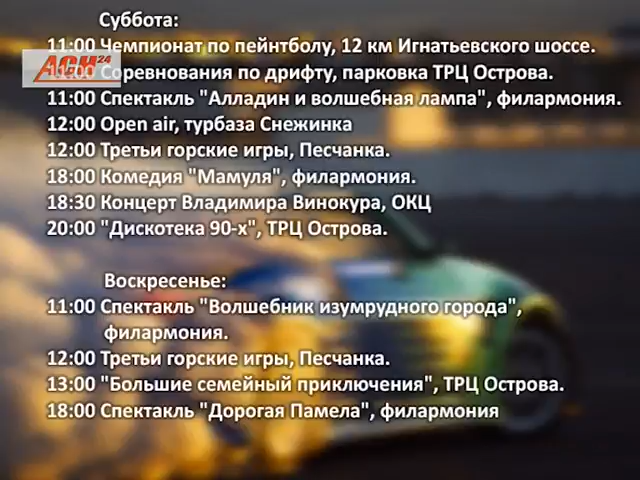 Суббота:
11:00 Чемпионат по пейнтболу, 12 км Игнатьевского шоссе.
АСН 24
Соревнования по дрифту, парковка ТРЦ Острова.
11:00 Спектакль "Алладин и волшебная лампа", филармония.
12:00 Open air, турбаза Снежинка
12:00 Третьи горские игры, Песчанка.
18:00 Комедия "Мамуля", филармония.
18:30 Концерт Владимира Винокура, ОКЦ
20:00 "Дискотека 90-х", ТРЦ Острова.
Воскресенье:
11:00 Спектакль "Волшебник изумрудного города",
филармония.
12:00 Третьи горские игры, Песчанка.
13:00 "Большие семейный приключения", ТРЦ Острова.
18:00 Спектакль "Дорогая Памела", филармония